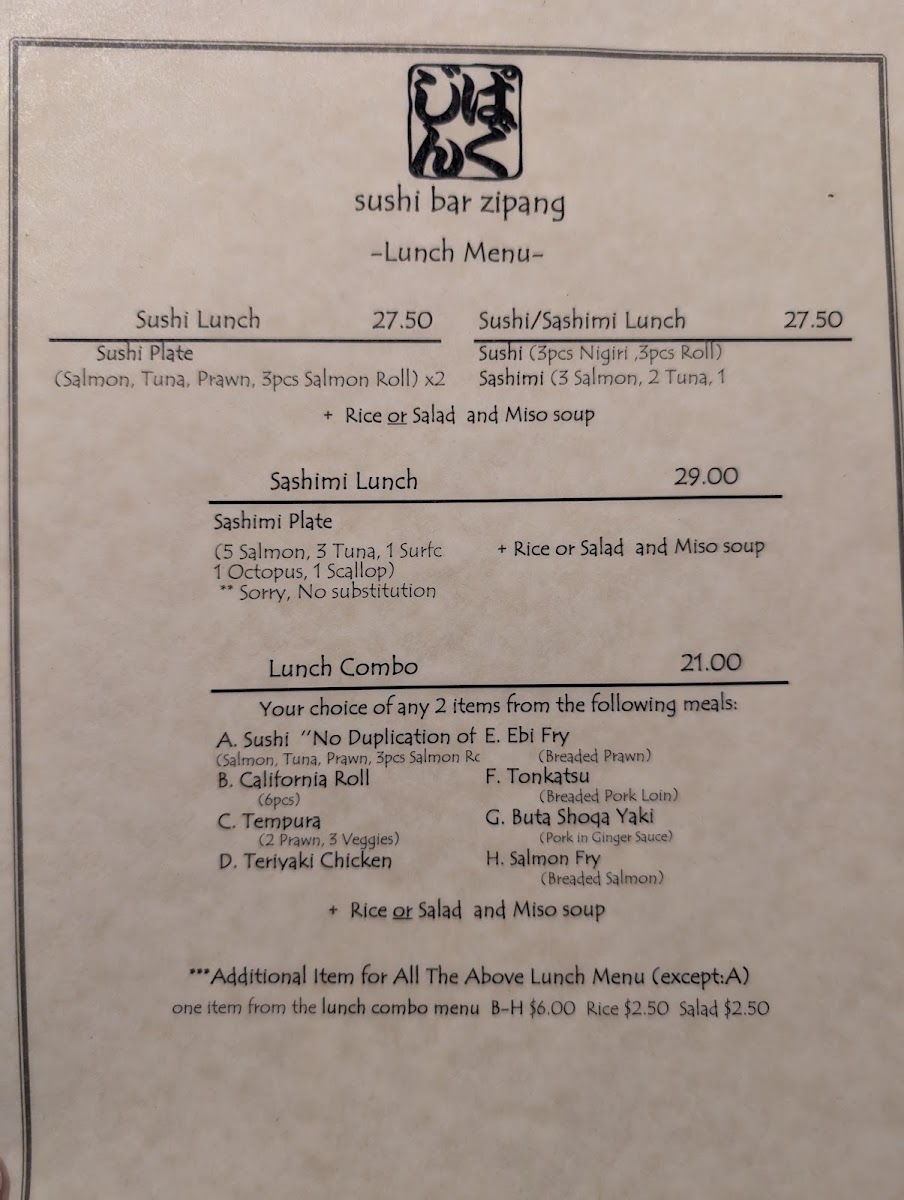 じぱ
んぐ
sushi bar zipang
-Lunch Menu-
Sushi Lunch 27.50
Sushi Plate
(Salmon, Tuna, Prawn, 3pcs Salmon Roll) x2
Sushi/Sashimi Lunch 27.50
Sushi (3pcs Nigiri ,3pcs Roll)
Sashimi (3 Salmon, 2 Tuna, 1
+ Rice or Salad and Miso soup
Sashimi Lunch 29.00
Sashimi Plate
(5 Salmon, 3 Tuna, 1 Surfc
1 Octopus, 1 Scallop)
** Sorry, No substitution
+ Rice or Salad and Miso soup
Lunch Combo 21.00
Your choice of any 2 items from the following meals:
A. Sushi "No Duplication of
(Salmon, Tuna, Prawn, 3pcs Salmon Rc
B. California Roll
(6pcs)
C. Tempura
(2 Prawn, 3 Veggies)
D. Teriyaki Chicken
E. Ebi Fry
(Breaded Prawn)
F. Tonkatsu
(Breaded Pork Loin)
G. Buta Shoga Yaki
(Pork in Ginger Sauce)
H. Salmon Fry
(Breaded Salmon)
+ Rice or Salad and Miso soup
***Additional Item for All The Above Lunch Menu (except:A)
one item from the lunch combo menu B-H $6.00 Rice $2.50 Salad $2.50